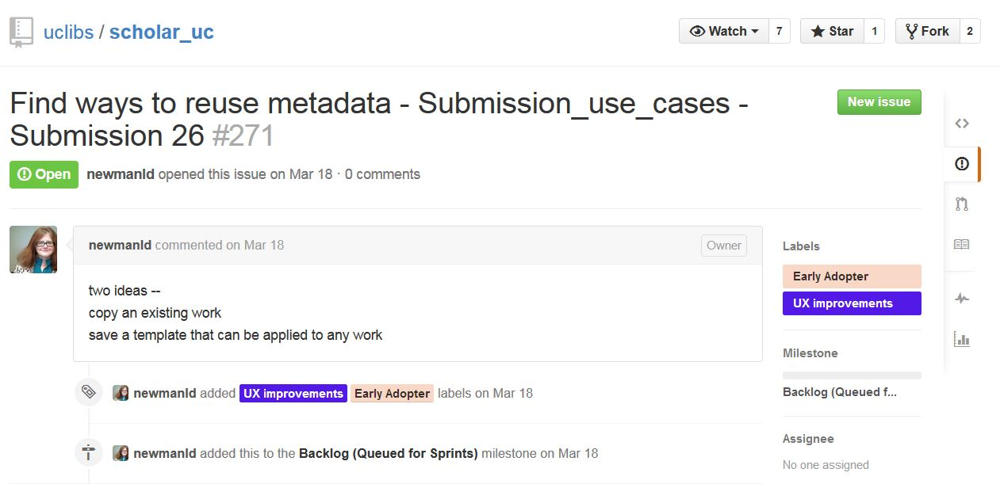 uclibs / scholar_uc
Watch 7 Star 1 Fork 2
Find ways to reuse metadata - Submission_use_cases -
Submission 26 #271
New issue
Open newmanld opened this issue on Mar 18 · 0 comments
newmanld commented on Mar 18 Owner
two ideas --
copy an existing work
save a template that can be applied to any work
newmanld added UX improvements Early Adopter labels on Mar 18
newmanld added this to the Backlog (Queued for Sprints) milestone on Mar 18
Labels
Early Adopter
UX improvements
Milestone
Backlog (Queued f...
Assignee
No one assigned